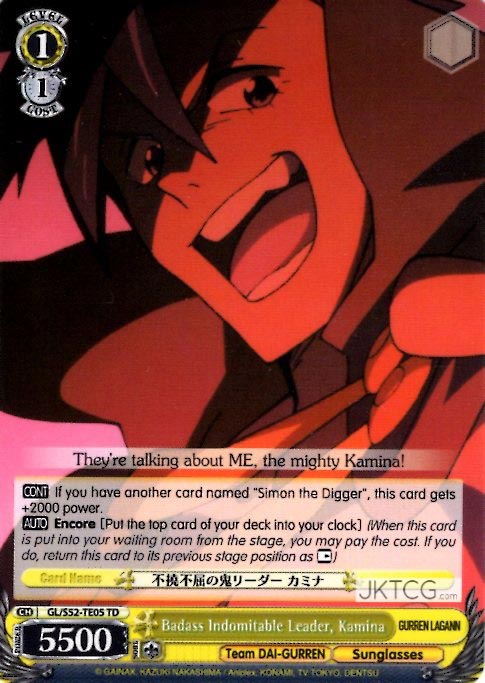 LEVEL
1
1
COST
They're talking about ME, the mighty Kamina!
CONT If you have another card named "Simon the Digger", this card gets
+2000 power.
AUTO Encore [Put the top card of your deck into your clock] (When this card
is put into your waiting room from the stage, you may pay the cost. If you
do, return this card to its previous stage position as)
Card Name 不撓不屈の鬼リーダー カミナ
JKTCG.com
CH GL/S52-TE05 TD
POWER 5500 SOUL Badass Indomitable Leader, Kamina GURREN LAGANN
Team DAI-GURREN Sunglasses
© GAINAX, KAZUKI NAKASHIMA / Aniplex, KONAMI, TV TOKYO, DENTSU